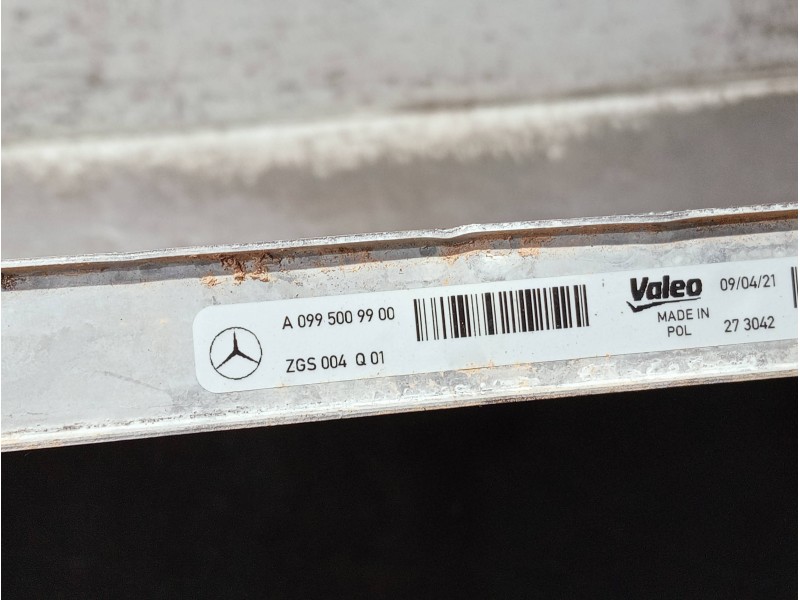 A 099 500 99 00
ZGS 004 Q 01
Valeo
MADE IN
POL
09/04/21
27 3042